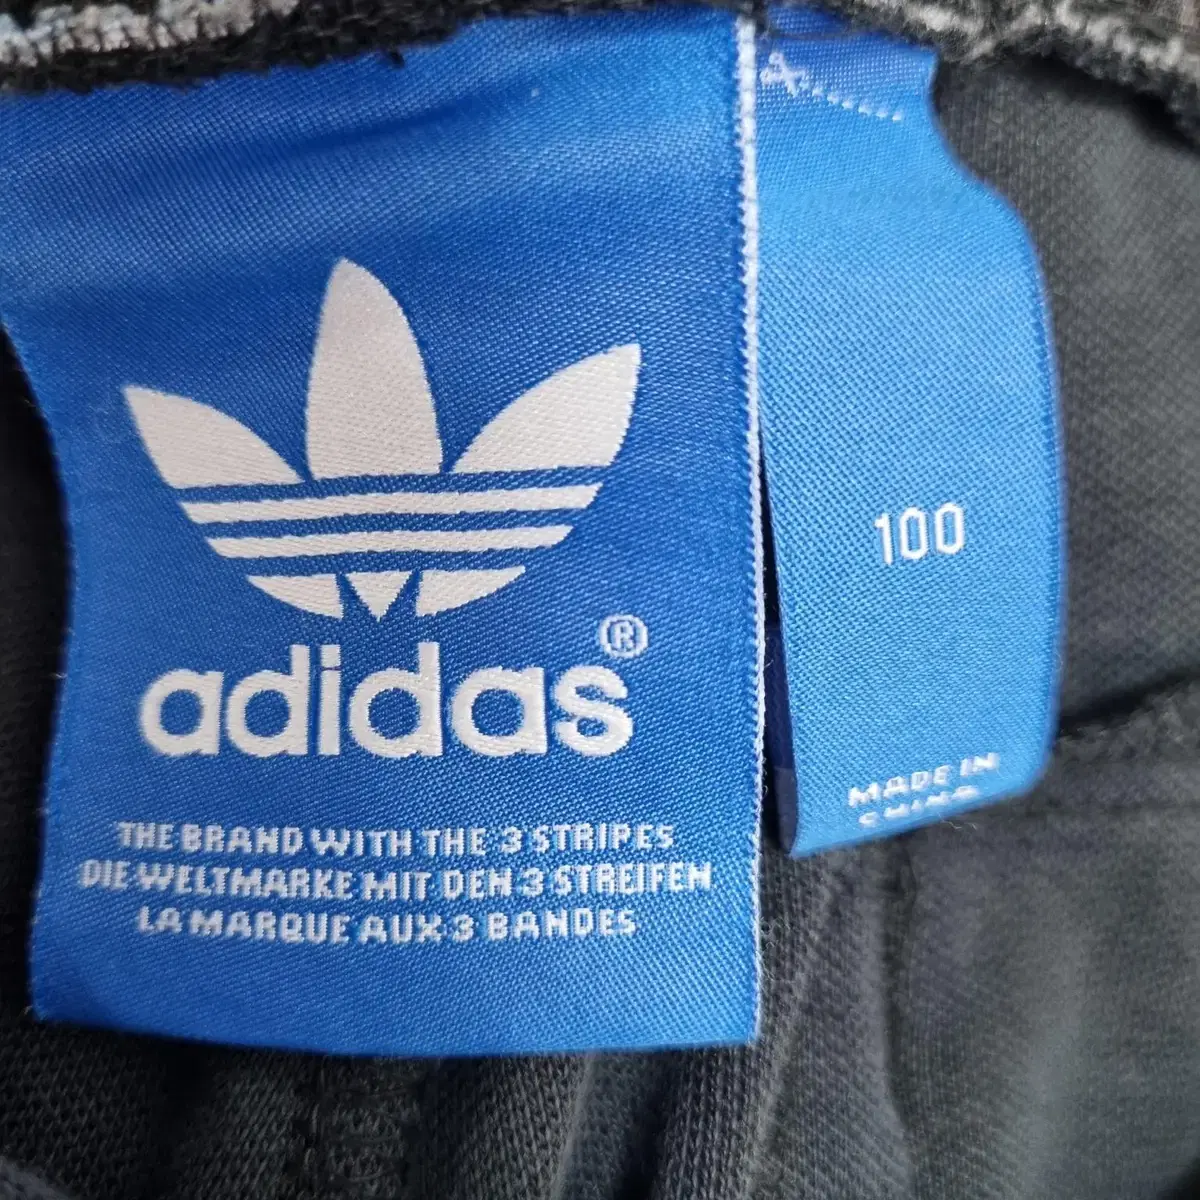 adidas®
THE BRAND WITH THE 3 STRIPES
DIE WELTMARKE MIT DEN 3 STREIFEN
LA MARQUE AUX 3 BANDES
100
MADE IN
CHINA